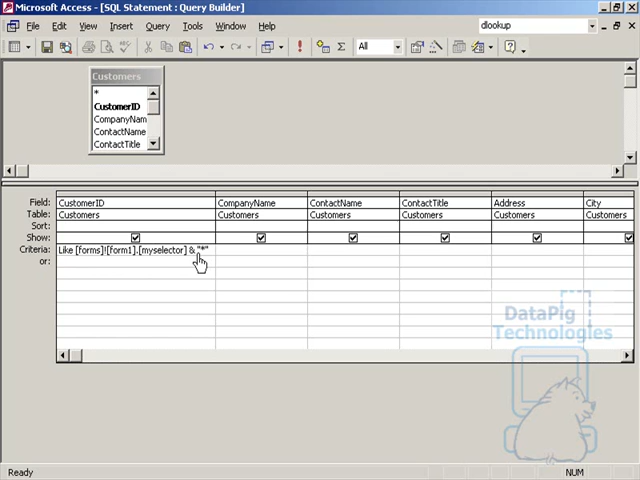 Microsoft Access - [SQL Statement : Query Builder]
File Edit View Insert Query Tools Window Help
dlookup
All
Customers
*
CustomerID
CompanyNam
ContactName
ContactTitle
Field: CustomerID CompanyName ContactName ContactTitle Address City
Table: Customers Customers Customers Customers Customers Customers
Sort:
Show:
Criteria: Like [forms]![form1].[myselector] & "*"
or:
DataPig
Technologies
Ready NUM